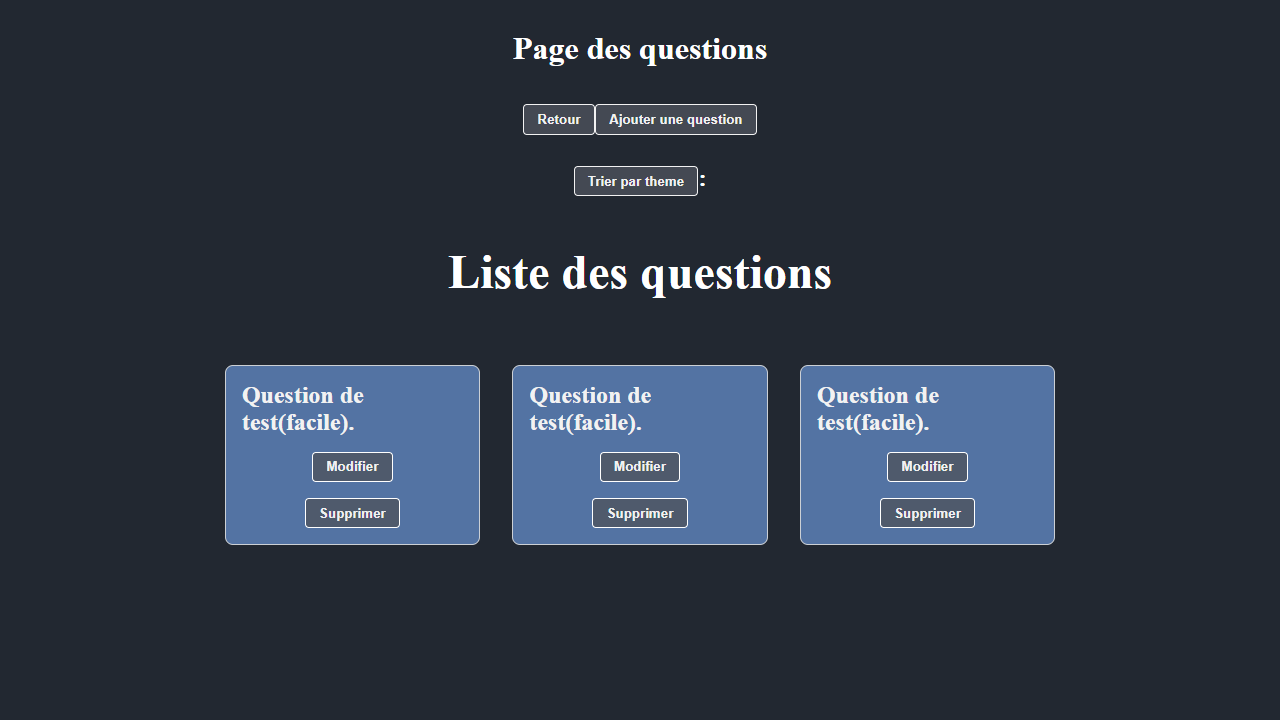 Page des questions
Retour Ajouter une question
Trier par theme :
Liste des questions
Question de
test(facile).
Modifier
Supprimer
Question de
test(facile).
Modifier
Supprimer
Question de
test(facile).
Modifier
Supprimer